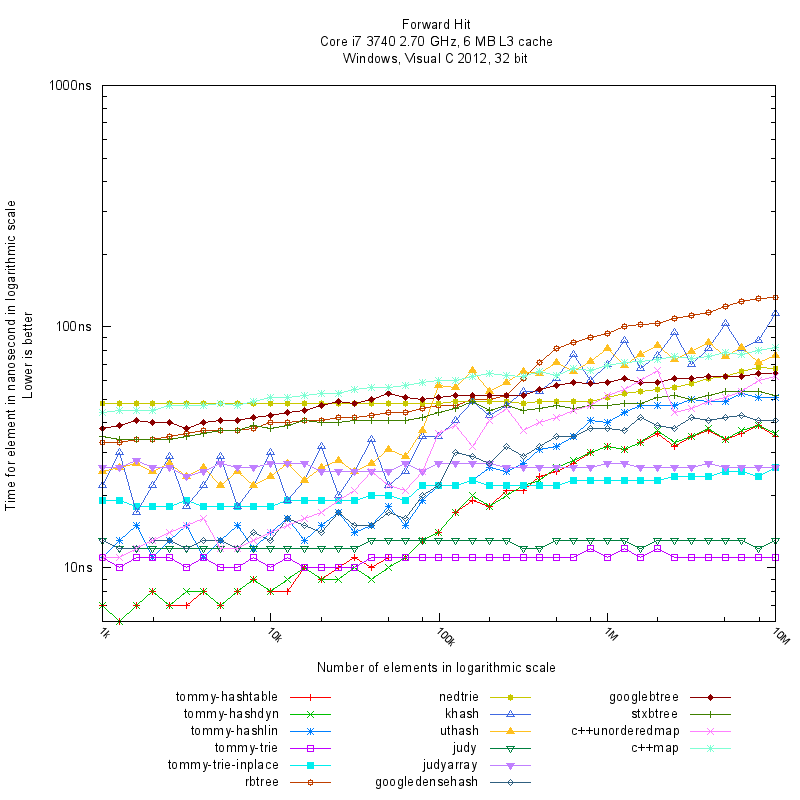 Forward Hit
Core i7 3740 2.70 GHz, 6 MB L3 cache
Windows, Visual C 2012, 32 bit
1000ns
100ns
10ns
Time for element in nanosecond in logarithmic scale
Lower is better
1k
10k
100k
1M
10M
Number of elements in logarithmic scale
tommy-hashtable
tommy-hashdyn
tommy-hashlin
tommy-trie
tommy-trie-inplace
rbtree
nedtrie
khash
uthash
judy
judyarray
googledensehash
googlebtree
stxbtree
c++unorderedmap
c++map